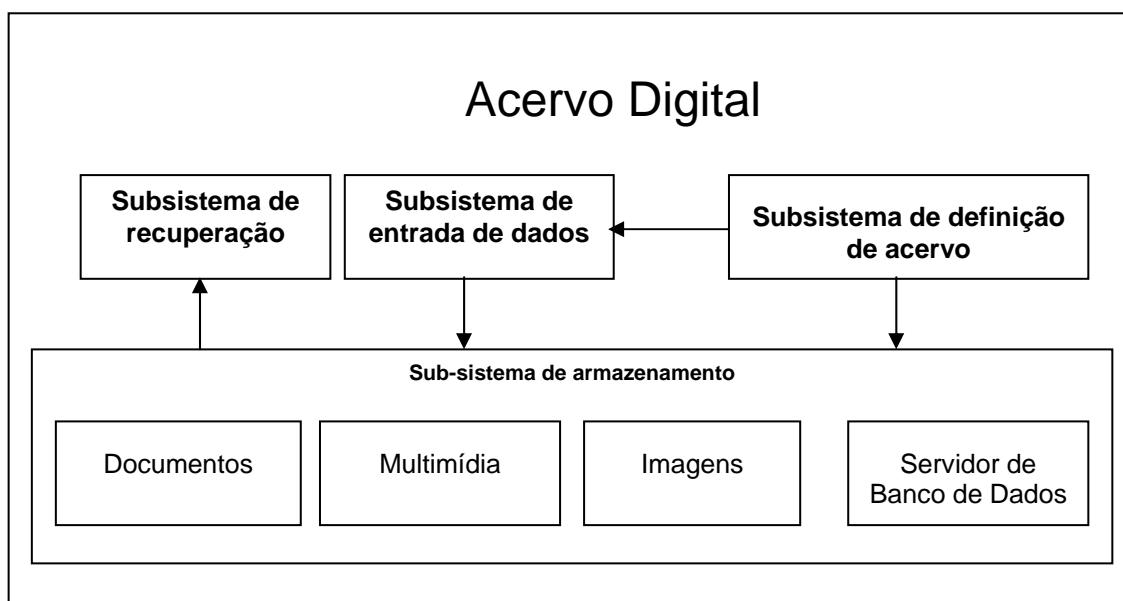 Acervo Digital
Subsistema de
recuperação
Subsistema de
entrada de dados
Subsistema de definição
de acervo
Sub-sistema de armazenamento
Documentos
Multimídia
Imagens
Servidor de
Banco de Dados